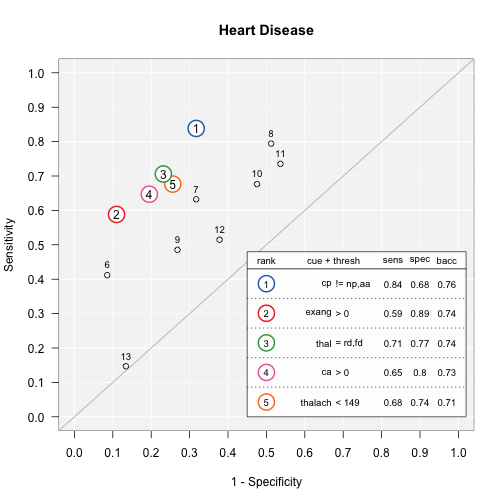 Heart Disease
Sensitivity
1.0
0.9
0.8
0.7
0.6
0.5
0.4
0.3
0.2
0.1
0.0
1
8
11
3
5
10
4
7
2
12
9
6
13
rank cue + thresh sens spec bacc
1 cp != np,aa 0.84 0.68 0.76
2 exang > 0 0.59 0.89 0.74
3 thal = rd,fd 0.71 0.77 0.74
4 ca > 0 0.65 0.8 0.73
5 thalach < 149 0.68 0.74 0.71
0.0 0.1 0.2 0.3 0.4 0.5 0.6 0.7 0.8 0.9 1.0
1 - Specificity